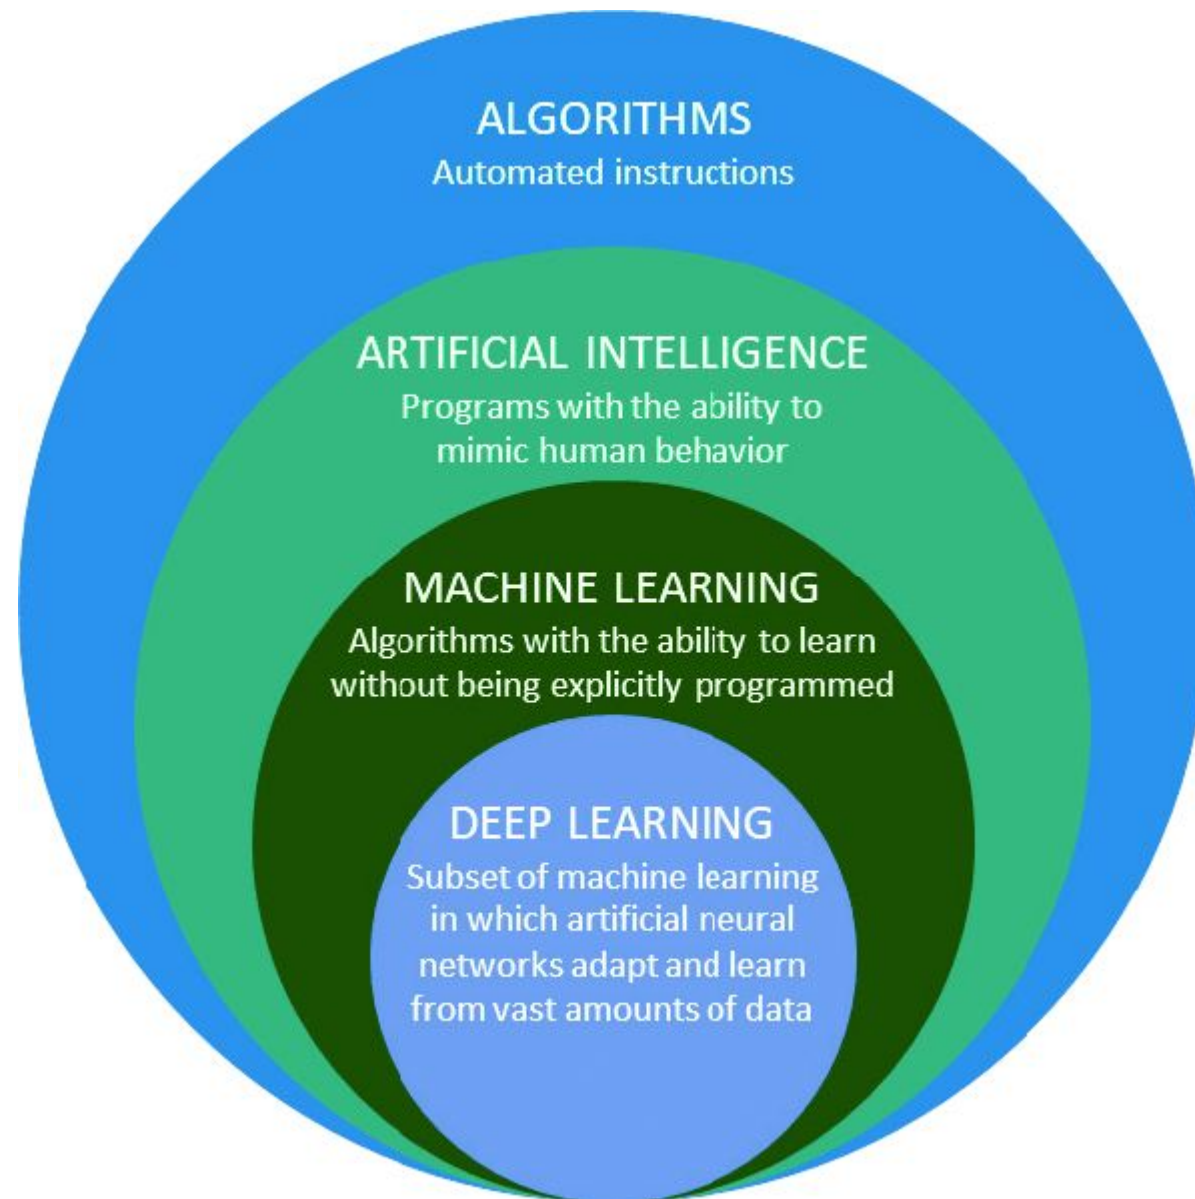 ALGORITHMS
Automated instructions
ARTIFICIAL INTELLIGENCE
Programs with the ability to
mimic human behavior
MACHINE LEARNING
Algorithms with the ability to learn
without being explicitly programmed
DEEP LEARNING
Subset of machine learning
in which artificial neural
networks adapt and learn
from vast amounts of data